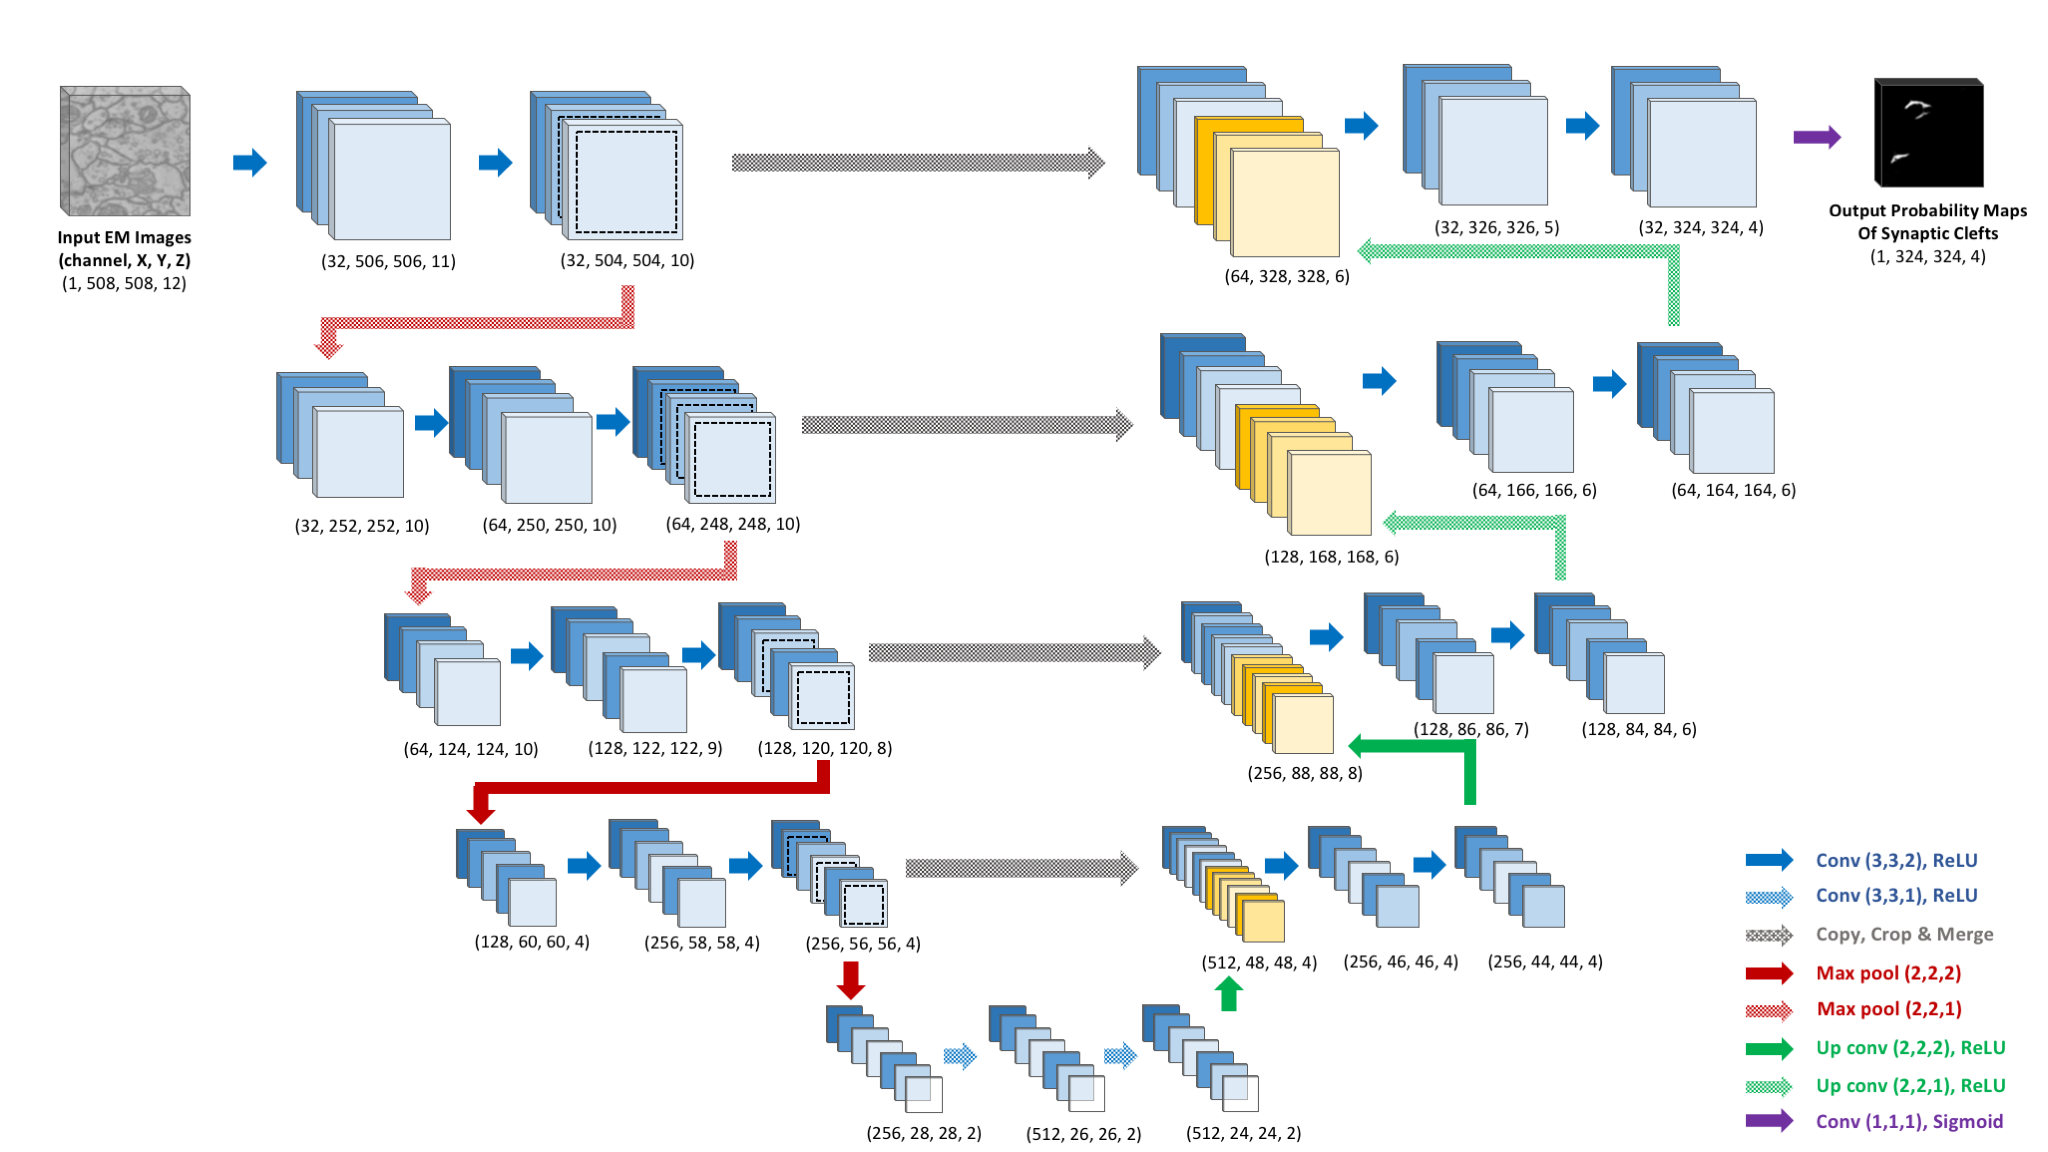 Input EM Images
(channel, X, Y, Z)
(1, 508, 508, 12)
(32, 506, 506, 11)
(32, 504, 504, 10)
(64, 328, 328, 6)
(32, 326, 326, 5)
(32, 324, 324, 4)
Output Probability Maps
Of Synaptic Clefts
(1, 324, 324, 4)
(32, 252, 252, 10)
(64, 250, 250, 10)
(64, 248, 248, 10)
(128, 168, 168, 6)
(64, 166, 166, 6)
(64, 164, 164, 6)
(64, 124, 124, 10)
(128, 122, 122, 9)
(128, 120, 120, 8)
(256, 88, 88, 8)
(128, 86, 86, 7)
(128, 84, 84, 6)
(128, 60, 60, 4)
(256, 58, 58, 4)
(256, 56, 56, 4)
(512, 48, 48, 4)
(256, 46, 46, 4)
(256, 44, 44, 4)
(256, 28, 28, 2)
(512, 26, 26, 2)
(512, 24, 24, 2)
Conv (3,3,2), ReLU
Conv (3,3,1), ReLU
Copy, Crop & Merge
Max pool (2,2,2)
Max pool (2,2,1)
Up conv (2,2,2), ReLU
Up conv (2,2,1), ReLU
Conv (1,1,1), Sigmoid